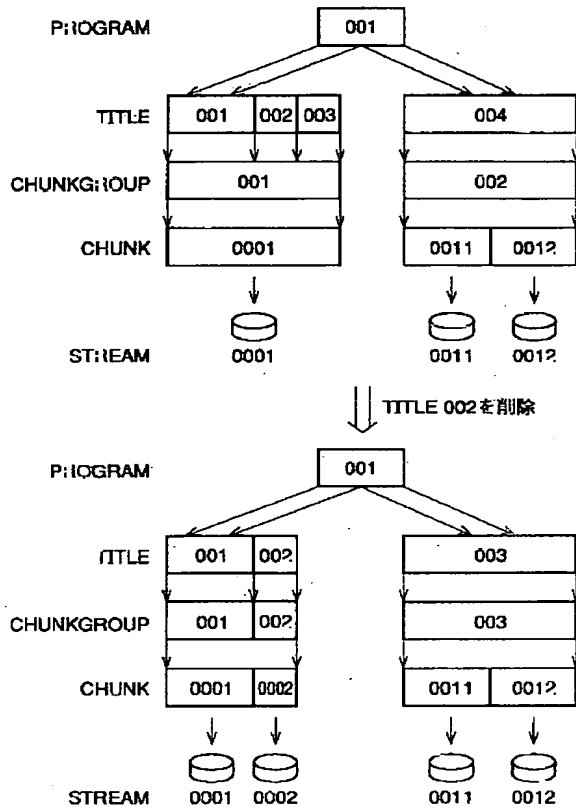 PROGRAM 001
TITLE 001 002 003 004
CHUNKGROUP 001 002
CHUNK 0001 0011 0012
STREAM 0001 0011 0012
TITLE 002を削除
PROGRAM 001
TITLE 001 002 003
CHUNKGROUP 001 002 003
CHUNK 0001 0002 0011 0012
STREAM 0001 0002 0011 0012